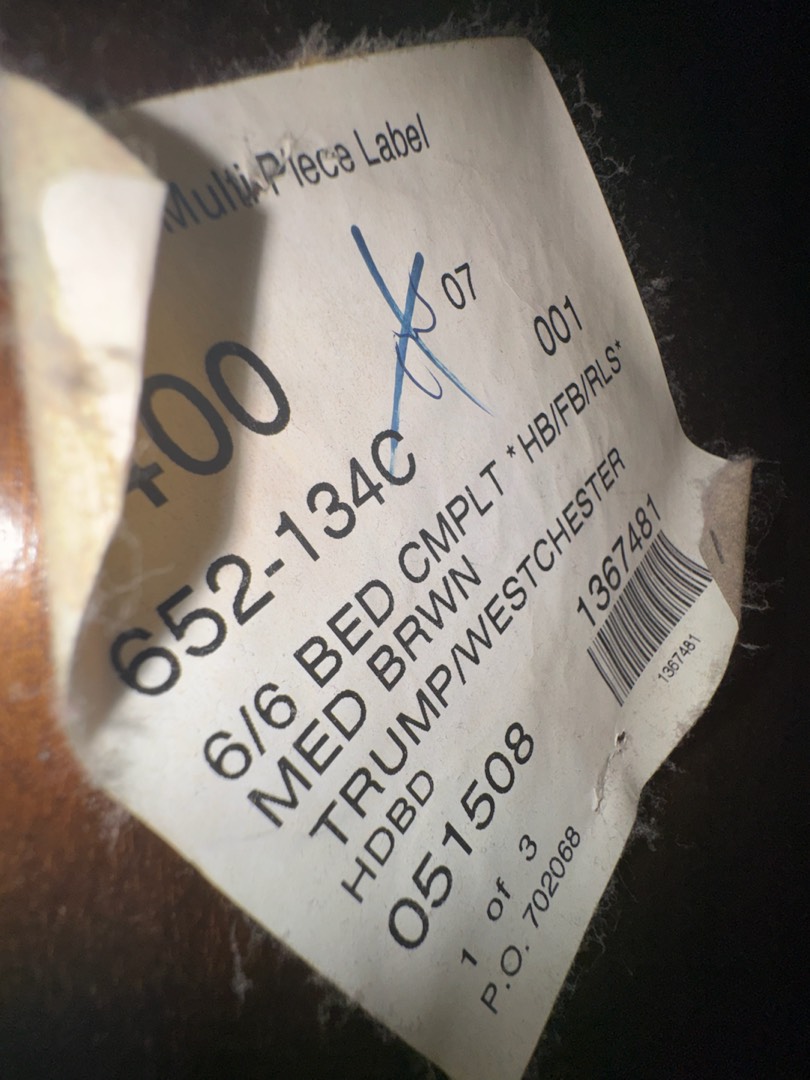 Multi-Piece Label
07
001
400
652-134C
6/6 BED CMPLT *HB/FB/RLS*
MED BRWN
TRUMP/WESTCHESTER
HDBD
1367481
1367481
051508
1 of 3
P.O. 702068